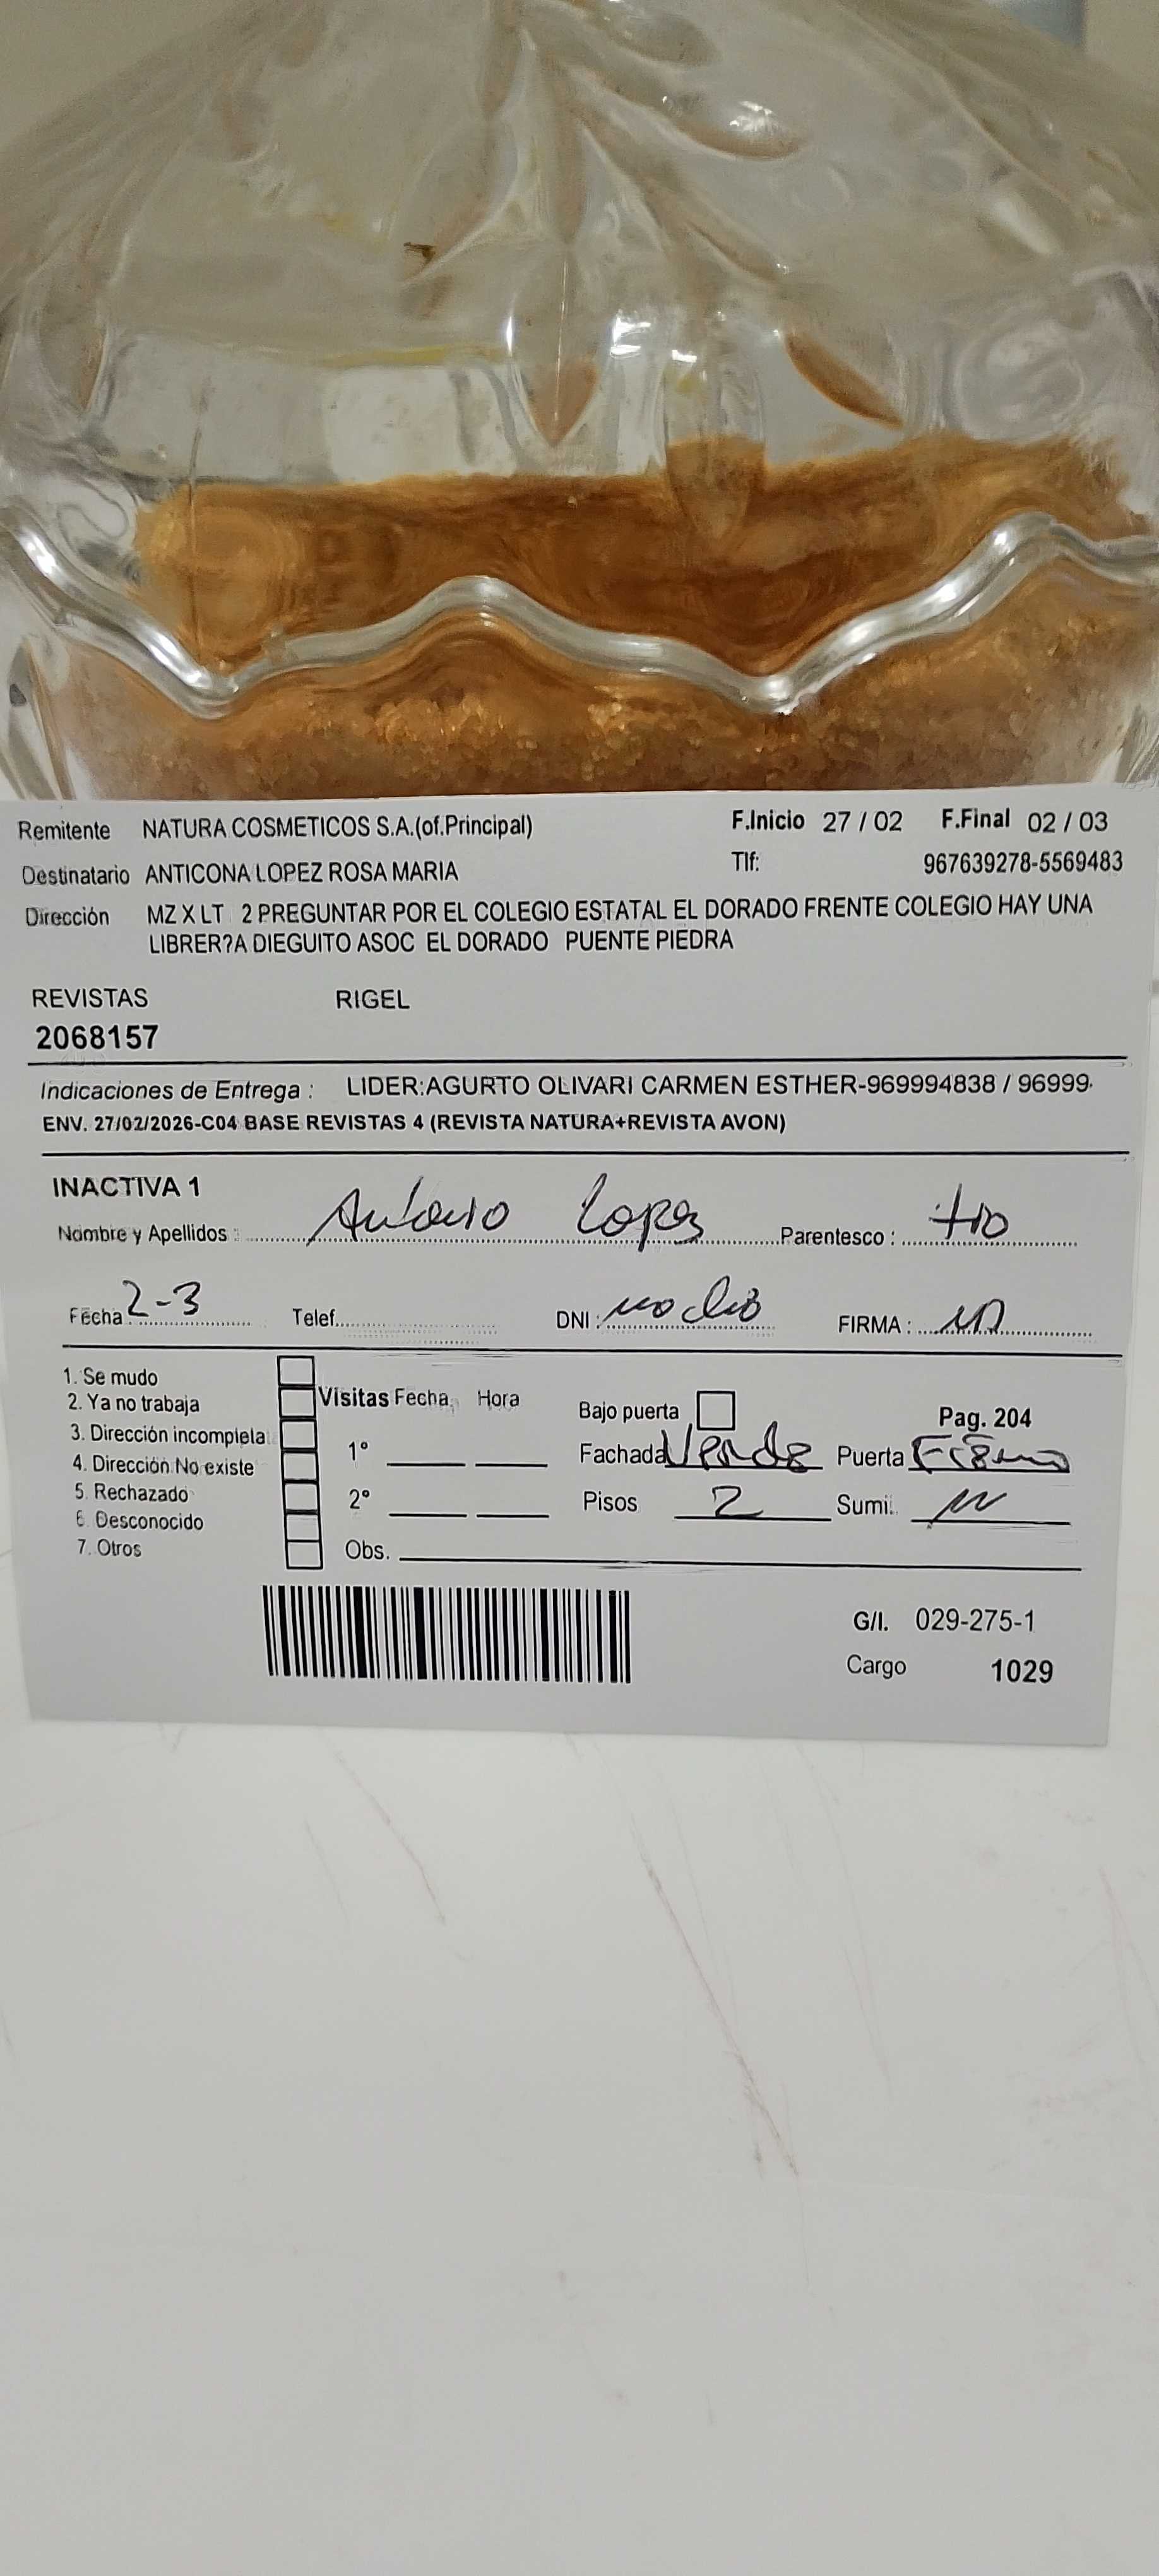 Remitente NATURA COSMETICOS S.A.(of.Principal) F.Inicio 27 / 02 F.Final 02 / 03
Destinatario ANTICONA LOPEZ ROSA MARIA Tlf: 967639278-5569483
Dirección MZ X LT 2 PREGUNTAR POR EL COLEGIO ESTATAL EL DORADO FRENTE COLEGIO HAY UNA
LIBRER?A DIEGUITO ASOC EL DORADO PUENTE PIEDRA
REVISTAS RIGEL
2068157
Indicaciones de Entrega : LIDER:AGURTO OLIVARI CARMEN ESTHER-969994838 / 96999
ENV. 27/02/2026-C04 BASE REVISTAS 4 (REVISTA NATURA+REVISTA AVON)
INACTIVA 1
Nombre y Apellidos : Antonio Lopez Parentesco : tio
Fecha 2-3 Telef. DNI : no dio FIRMA :
1. Se mudo
2. Ya no trabaja Visitas Fecha Hora Bajo puerta Pag. 204
3. Dirección incompleta 1° Fachada Verde Puerta
4. Dirección No existe
5. Rechazado 2° Pisos 2 Sumi.
6. Desconocido
7. Otros Obs.
G/I. 029-275-1
Cargo 1029